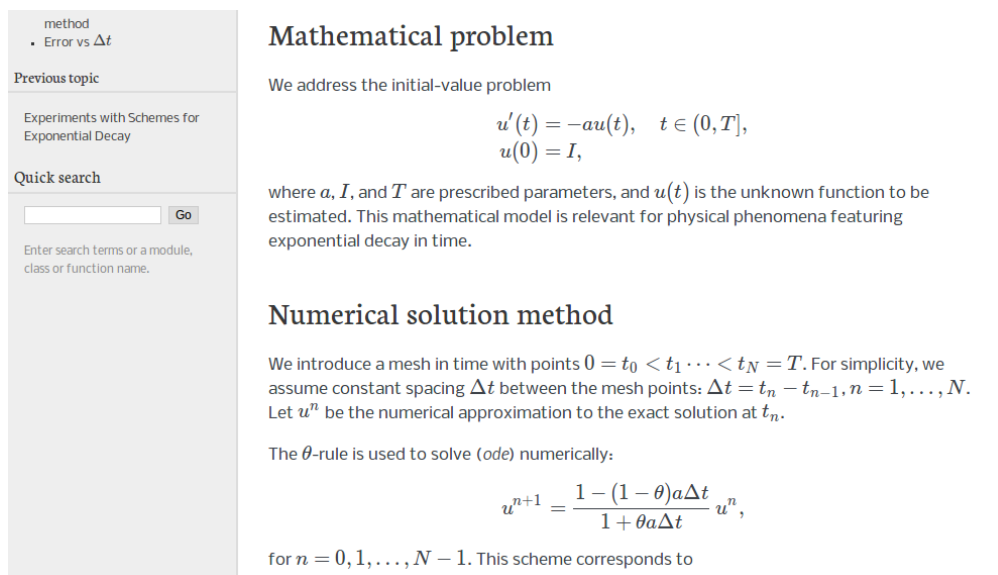 method
• Error vs Δt
Previous topic
Experiments with Schemes for
Exponential Decay
Quick search
Go
Enter search terms or a module,
class or function name.
Mathematical problem
We address the initial-value problem
u′(t) = −au(t), t ∈ (0, T],
u(0) = I,
where a, I, and T are prescribed parameters, and u(t) is the unknown function to be
estimated. This mathematical model is relevant for physical phenomena featuring
exponential decay in time.
Numerical solution method
We introduce a mesh in time with points 0 = t₀ < t₁ ⋯ < t_N = T. For simplicity, we
assume constant spacing Δt between the mesh points: Δt = t_n − t_{n−1}, n = 1, …, N.
Let uⁿ be the numerical approximation to the exact solution at t_n.
The θ-rule is used to solve (ode) numerically:
u^{n+1} = \frac{1 − (1 − θ)aΔt}{1 + θaΔt} u^n,
for n = 0, 1, …, N − 1. This scheme corresponds to